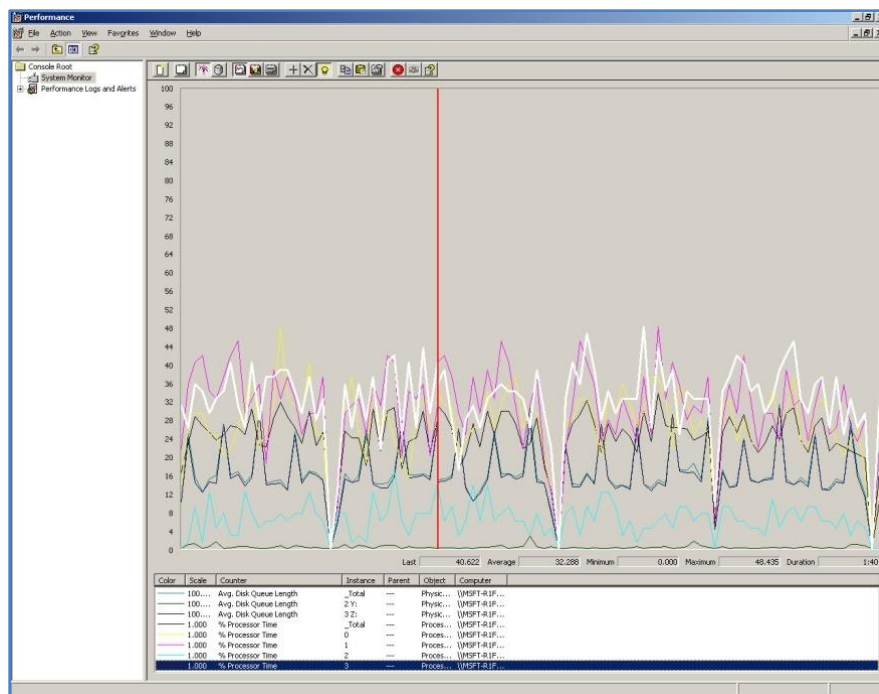 Performance
File Action View Favorites Window Help
Console Root
System Monitor
Performance Logs and Alerts
100
96
92
88
84
80
76
72
68
64
60
56
52
48
44
40
36
32
28
24
20
16
12
8
4
0
Last 40.622 Average 32.288 Minimum 0.000 Maximum 48.435 Duration 1:40
Color Scale Counter Instance Parent Object Computer
100.... Avg. Disk Queue Length _Total --- Physic... \\MSFT-R1F...
100.... Avg. Disk Queue Length 2 Y: --- Physic... \\MSFT-R1F...
100.... Avg. Disk Queue Length 3 Z: --- Physic... \\MSFT-R1F...
1.000 % Processor Time _Total --- Proces... \\MSFT-R1F...
1.000 % Processor Time 0 --- Proces... \\MSFT-R1F...
1.000 % Processor Time 1 --- Proces... \\MSFT-R1F...
1.000 % Processor Time 2 --- Proces... \\MSFT-R1F...
1.000 % Processor Time 3 --- Proces... \\MSFT-R1F...